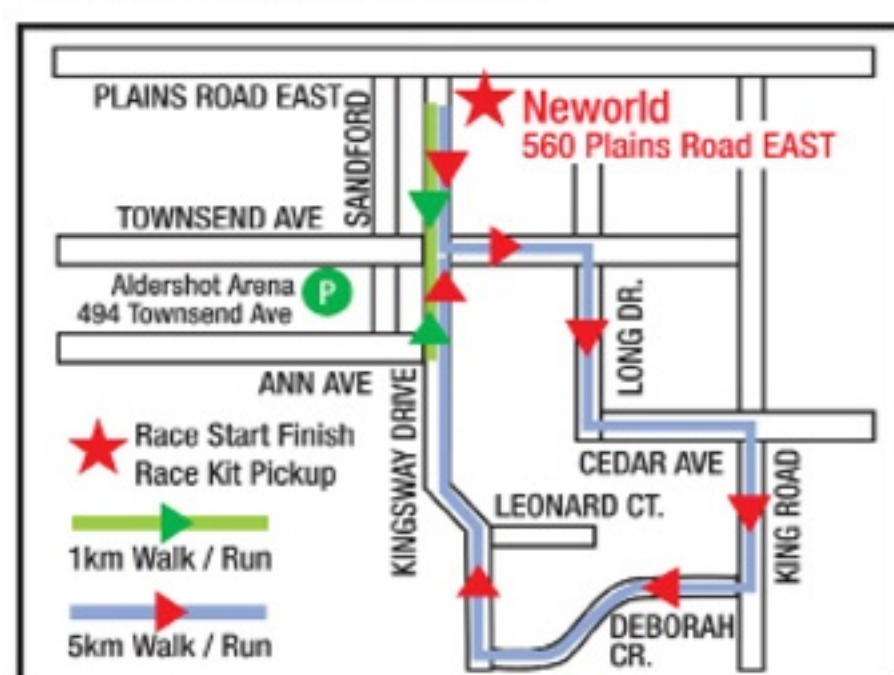 PLAINS ROAD EAST
SANDFORD
Neworld
560 Plains Road EAST
TOWNSEND AVE
Aldershot Arena
494 Townsend Ave
P
LONG DR.
ANN AVE
KINGSWAY DRIVE
Race Start Finish
Race Kit Pickup
CEDAR AVE
KING ROAD
LEONARD CT.
1km Walk / Run
DEBORAH
CR.
5km Walk / Run